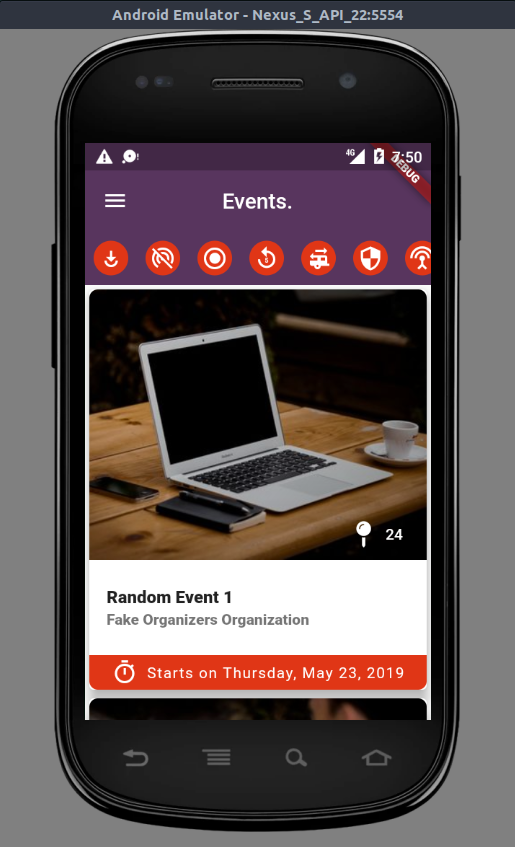 Android Emulator - Nexus_S_API_22:5554
4G
7:50
DEBUG
Events.
24
Random Event 1
Fake Organizers Organization
Starts on Thursday, May 23, 2019